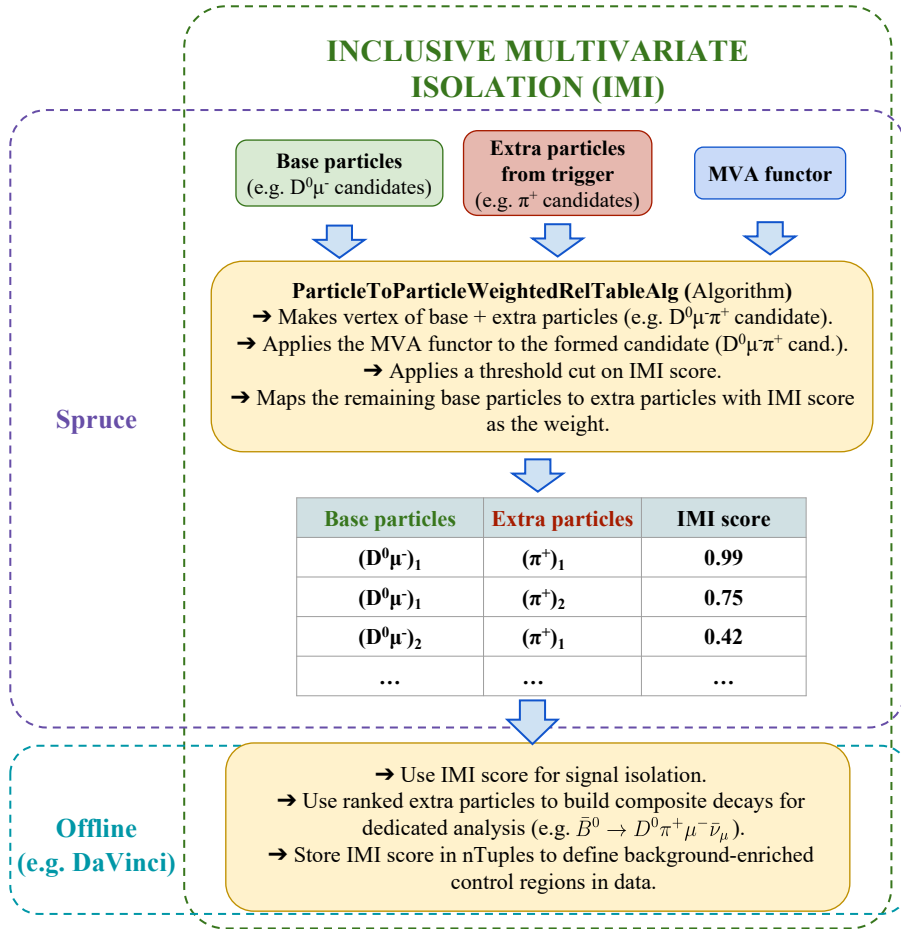 INCLUSIVE MULTIVARIATE
ISOLATION (IMI)
Base particles
(e.g. D⁰μ⁻ candidates)
Extra particles
from trigger
(e.g. π⁺ candidates)
MVA functor
ParticleToParticleWeightedRelTableAlg (Algorithm)
➔ Makes vertex of base + extra particles (e.g. D⁰μ⁻π⁺ candidate).
➔ Applies the MVA functor to the formed candidate (D⁰μ⁻π⁺ cand.).
➔ Applies a threshold cut on IMI score.
➔ Maps the remaining base particles to extra particles with IMI score
as the weight.
Spruce
Base particles Extra particles IMI score
(D⁰μ⁻)₁ (π⁺)₁ 0.99
(D⁰μ⁻)₁ (π⁺)₂ 0.75
(D⁰μ⁻)₂ (π⁺)₁ 0.42
... ... ...
Offline
(e.g. DaVinci)
➔ Use IMI score for signal isolation.
➔ Use ranked extra particles to build composite decays for
dedicated analysis (e.g. B̄⁰ → D⁰π⁺μ⁻ν̄_μ).
➔ Store IMI score in nTuples to define background-enriched
control regions in data.